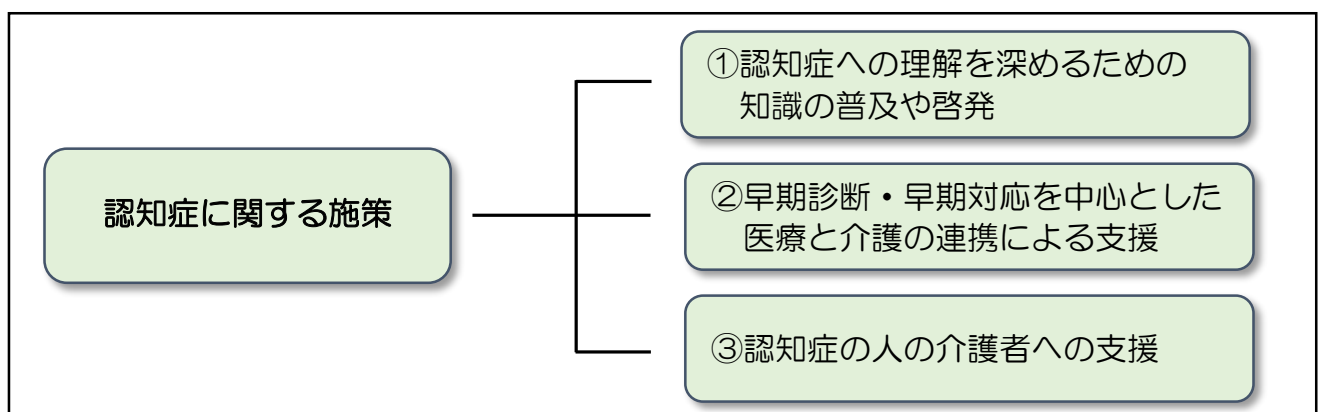 認知症に関する施策
①認知症への理解を深めるための
知識の普及や啓発
②早期診断・早期対応を中心とした
医療と介護の連携による支援
③認知症の人の介護者への支援